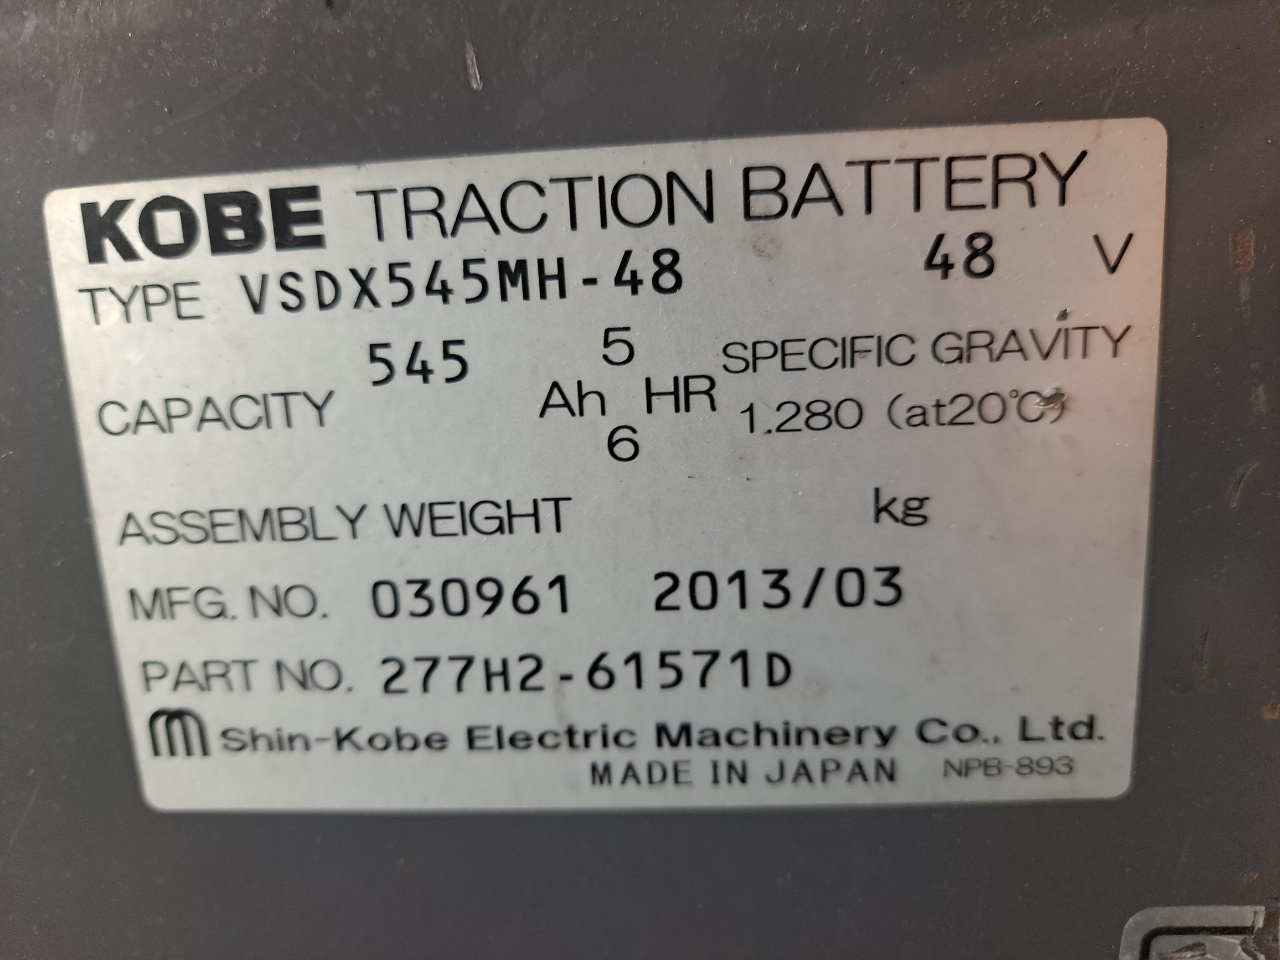 KOBE TRACTION BATTERY
TYPE VSDX545MH-48 48 V
CAPACITY 545 Ah 5 HR 6
SPECIFIC GRAVITY
1.280 (at20℃)
ASSEMBLY WEIGHT kg
MFG. NO. 030961 2013/03
PART NO. 277H2-61571D
Shin-Kobe Electric Machinery Co., Ltd.
MADE IN JAPAN NPB-893